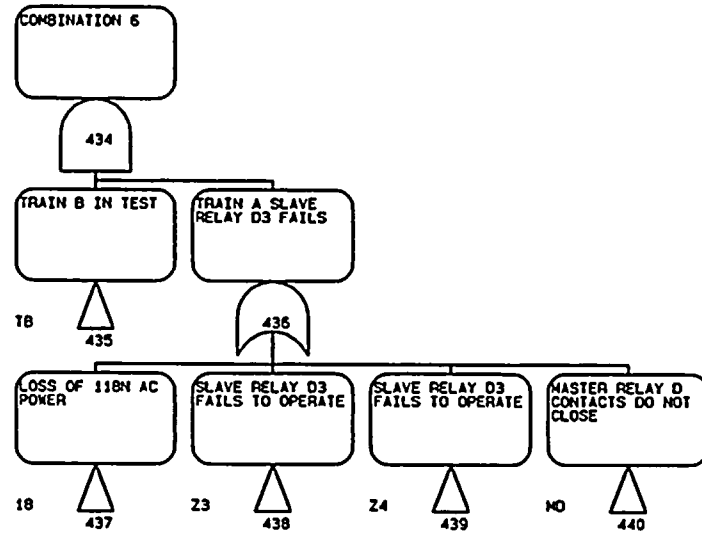 COMBINATION 6
434
TRAIN B IN TEST
TRAIN A SLAVE
RELAY D3 FAILS
TB
435
436
LOSS OF 118N AC
POWER
SLAVE RELAY D3
FAILS TO OPERATE
SLAVE RELAY D3
FAILS TO OPERATE
MASTER RELAY D
CONTACTS DO NOT
CLOSE
18
437
Z3
438
Z4
439
MO
440